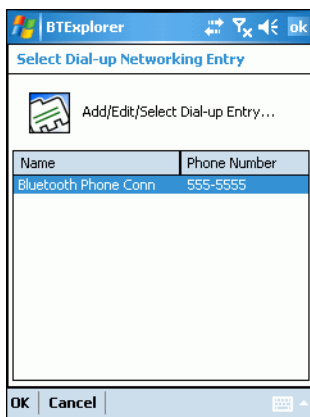 BTExplorer ok
Select Dial-up Networking Entry
Add/Edit/Select Dial-up Entry...
Name Phone Number
Bluetooth Phone Conn 555-5555
OK Cancel